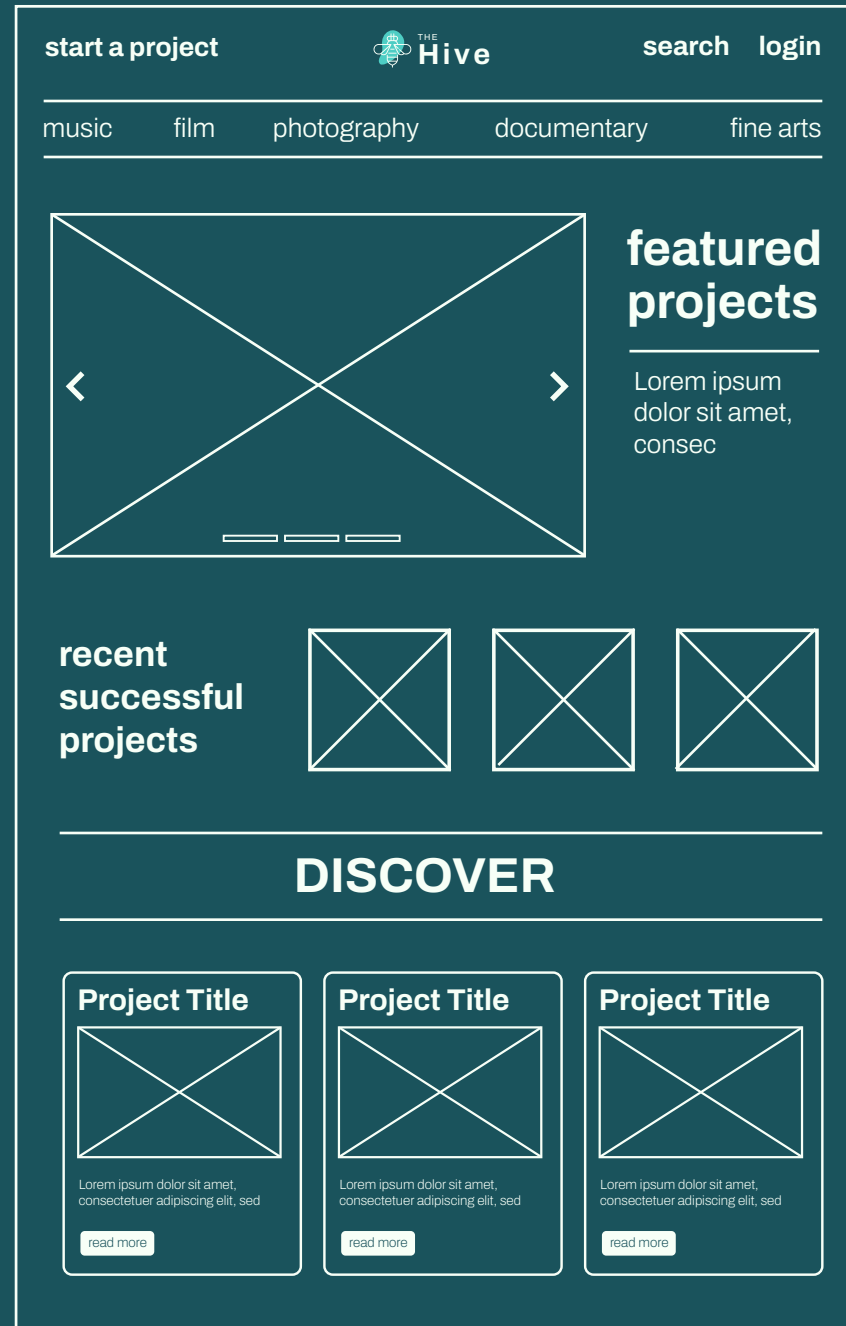 start a project
THE
Hive
search
login
music
film
photography
documentary
fine arts
featured
projects
Lorem ipsum
dolor sit amet,
consec
recent
successful
projects
DISCOVER
Project Title
Lorem ipsum dolor sit amet,
consectetuer adipiscing elit, sed
read more
Project Title
Lorem ipsum dolor sit amet,
consectetuer adipiscing elit, sed
read more
Project Title
Lorem ipsum dolor sit amet,
consectetuer adipiscing elit, sed
read more